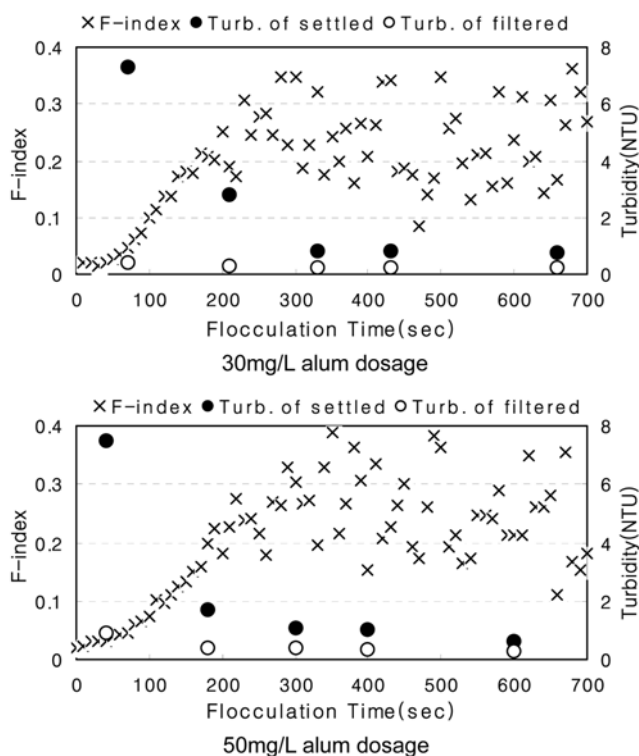 × F-index ● Turb. of settled ○ Turb. of filtered
0.4
0.3
0.2
0.1
0
F-index
8
6
4
2
0
Turbidity(NTU)
0 100 200 300 400 500 600 700
Flocculation Time(sec)
30mg/L alum dosage
× F-index ● Turb. of settled ○ Turb. of filtered
0.4
0.3
0.2
0.1
0
F-index
8
6
4
2
0
Turbidity(NTU)
0 100 200 300 400 500 600 700
Flocculation Time(sec)
50mg/L alum dosage